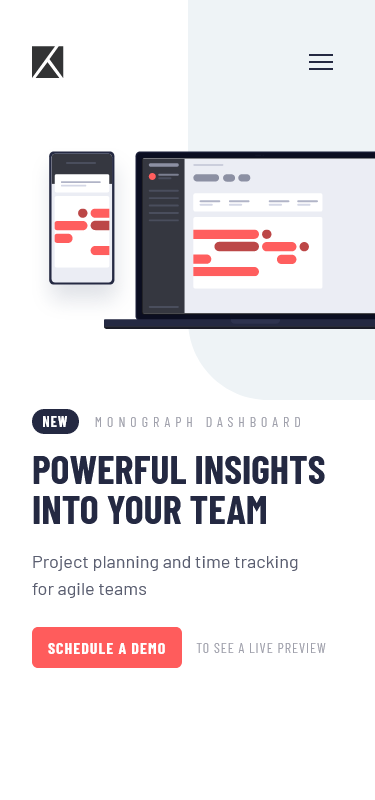 NEW MONOGRAPH DASHBOARD
POWERFUL INSIGHTS
INTO YOUR TEAM
Project planning and time tracking
for agile teams
SCHEDULE A DEMO TO SEE A LIVE PREVIEW